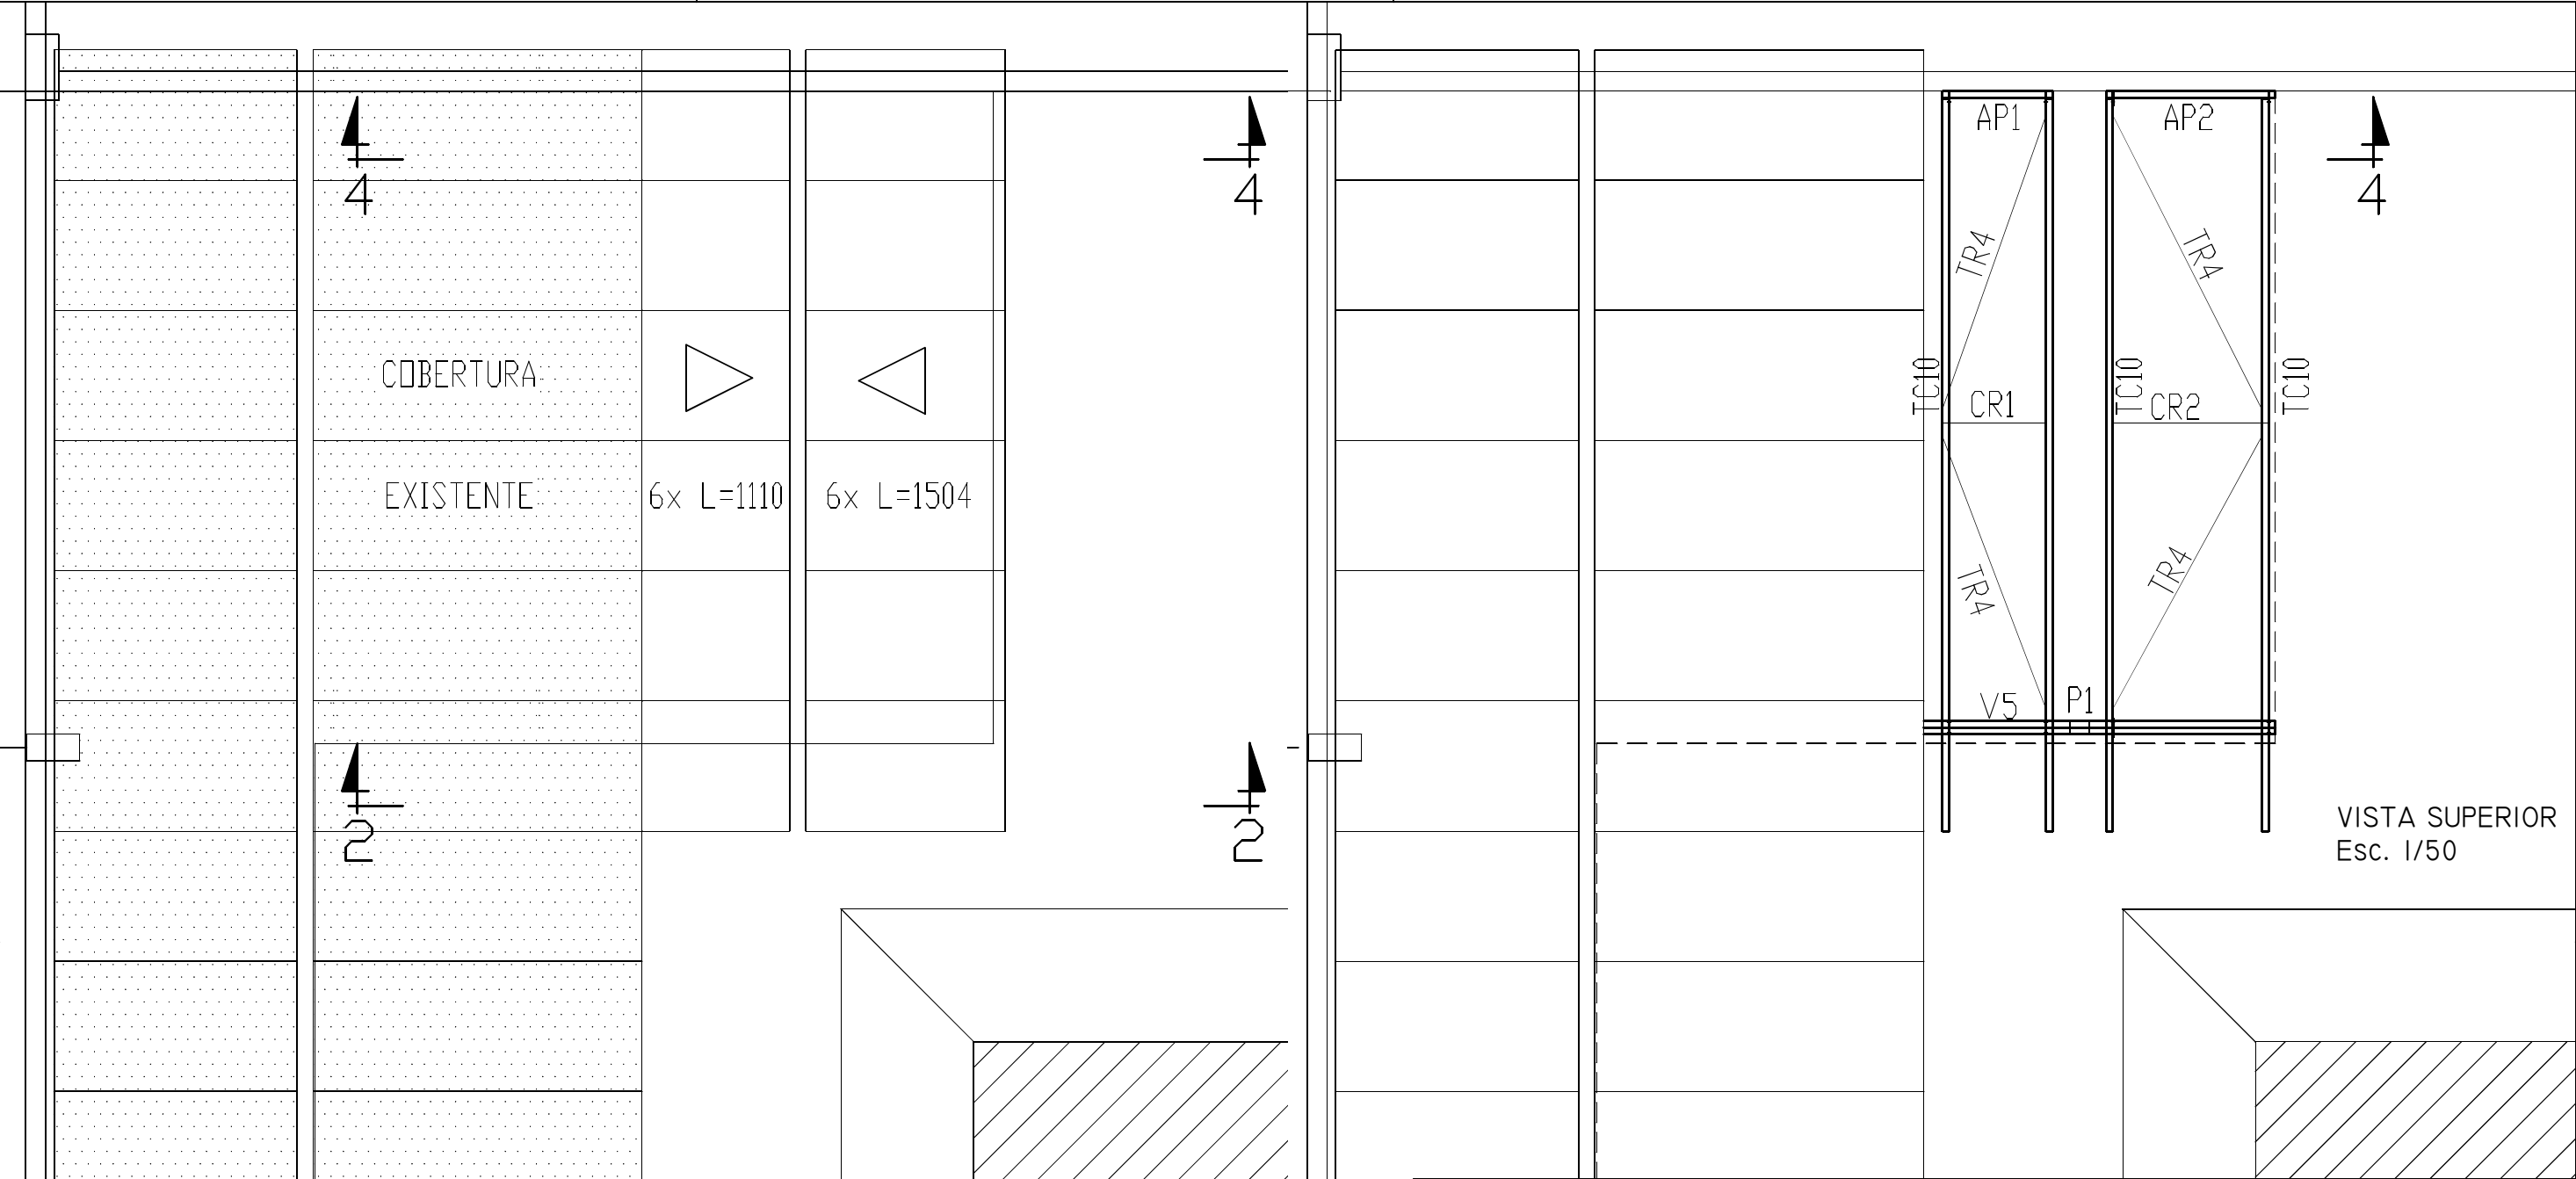 4
4
COBERTURA
EXISTENTE
6x L=1110
6x L=1504
2
2
AP1
AP2
4
TR4
TR4
TC10
CR1
TC10
CR2
TC10
TR4
TR4
V5
P1
VISTA SUPERIOR
Esc. 1/50